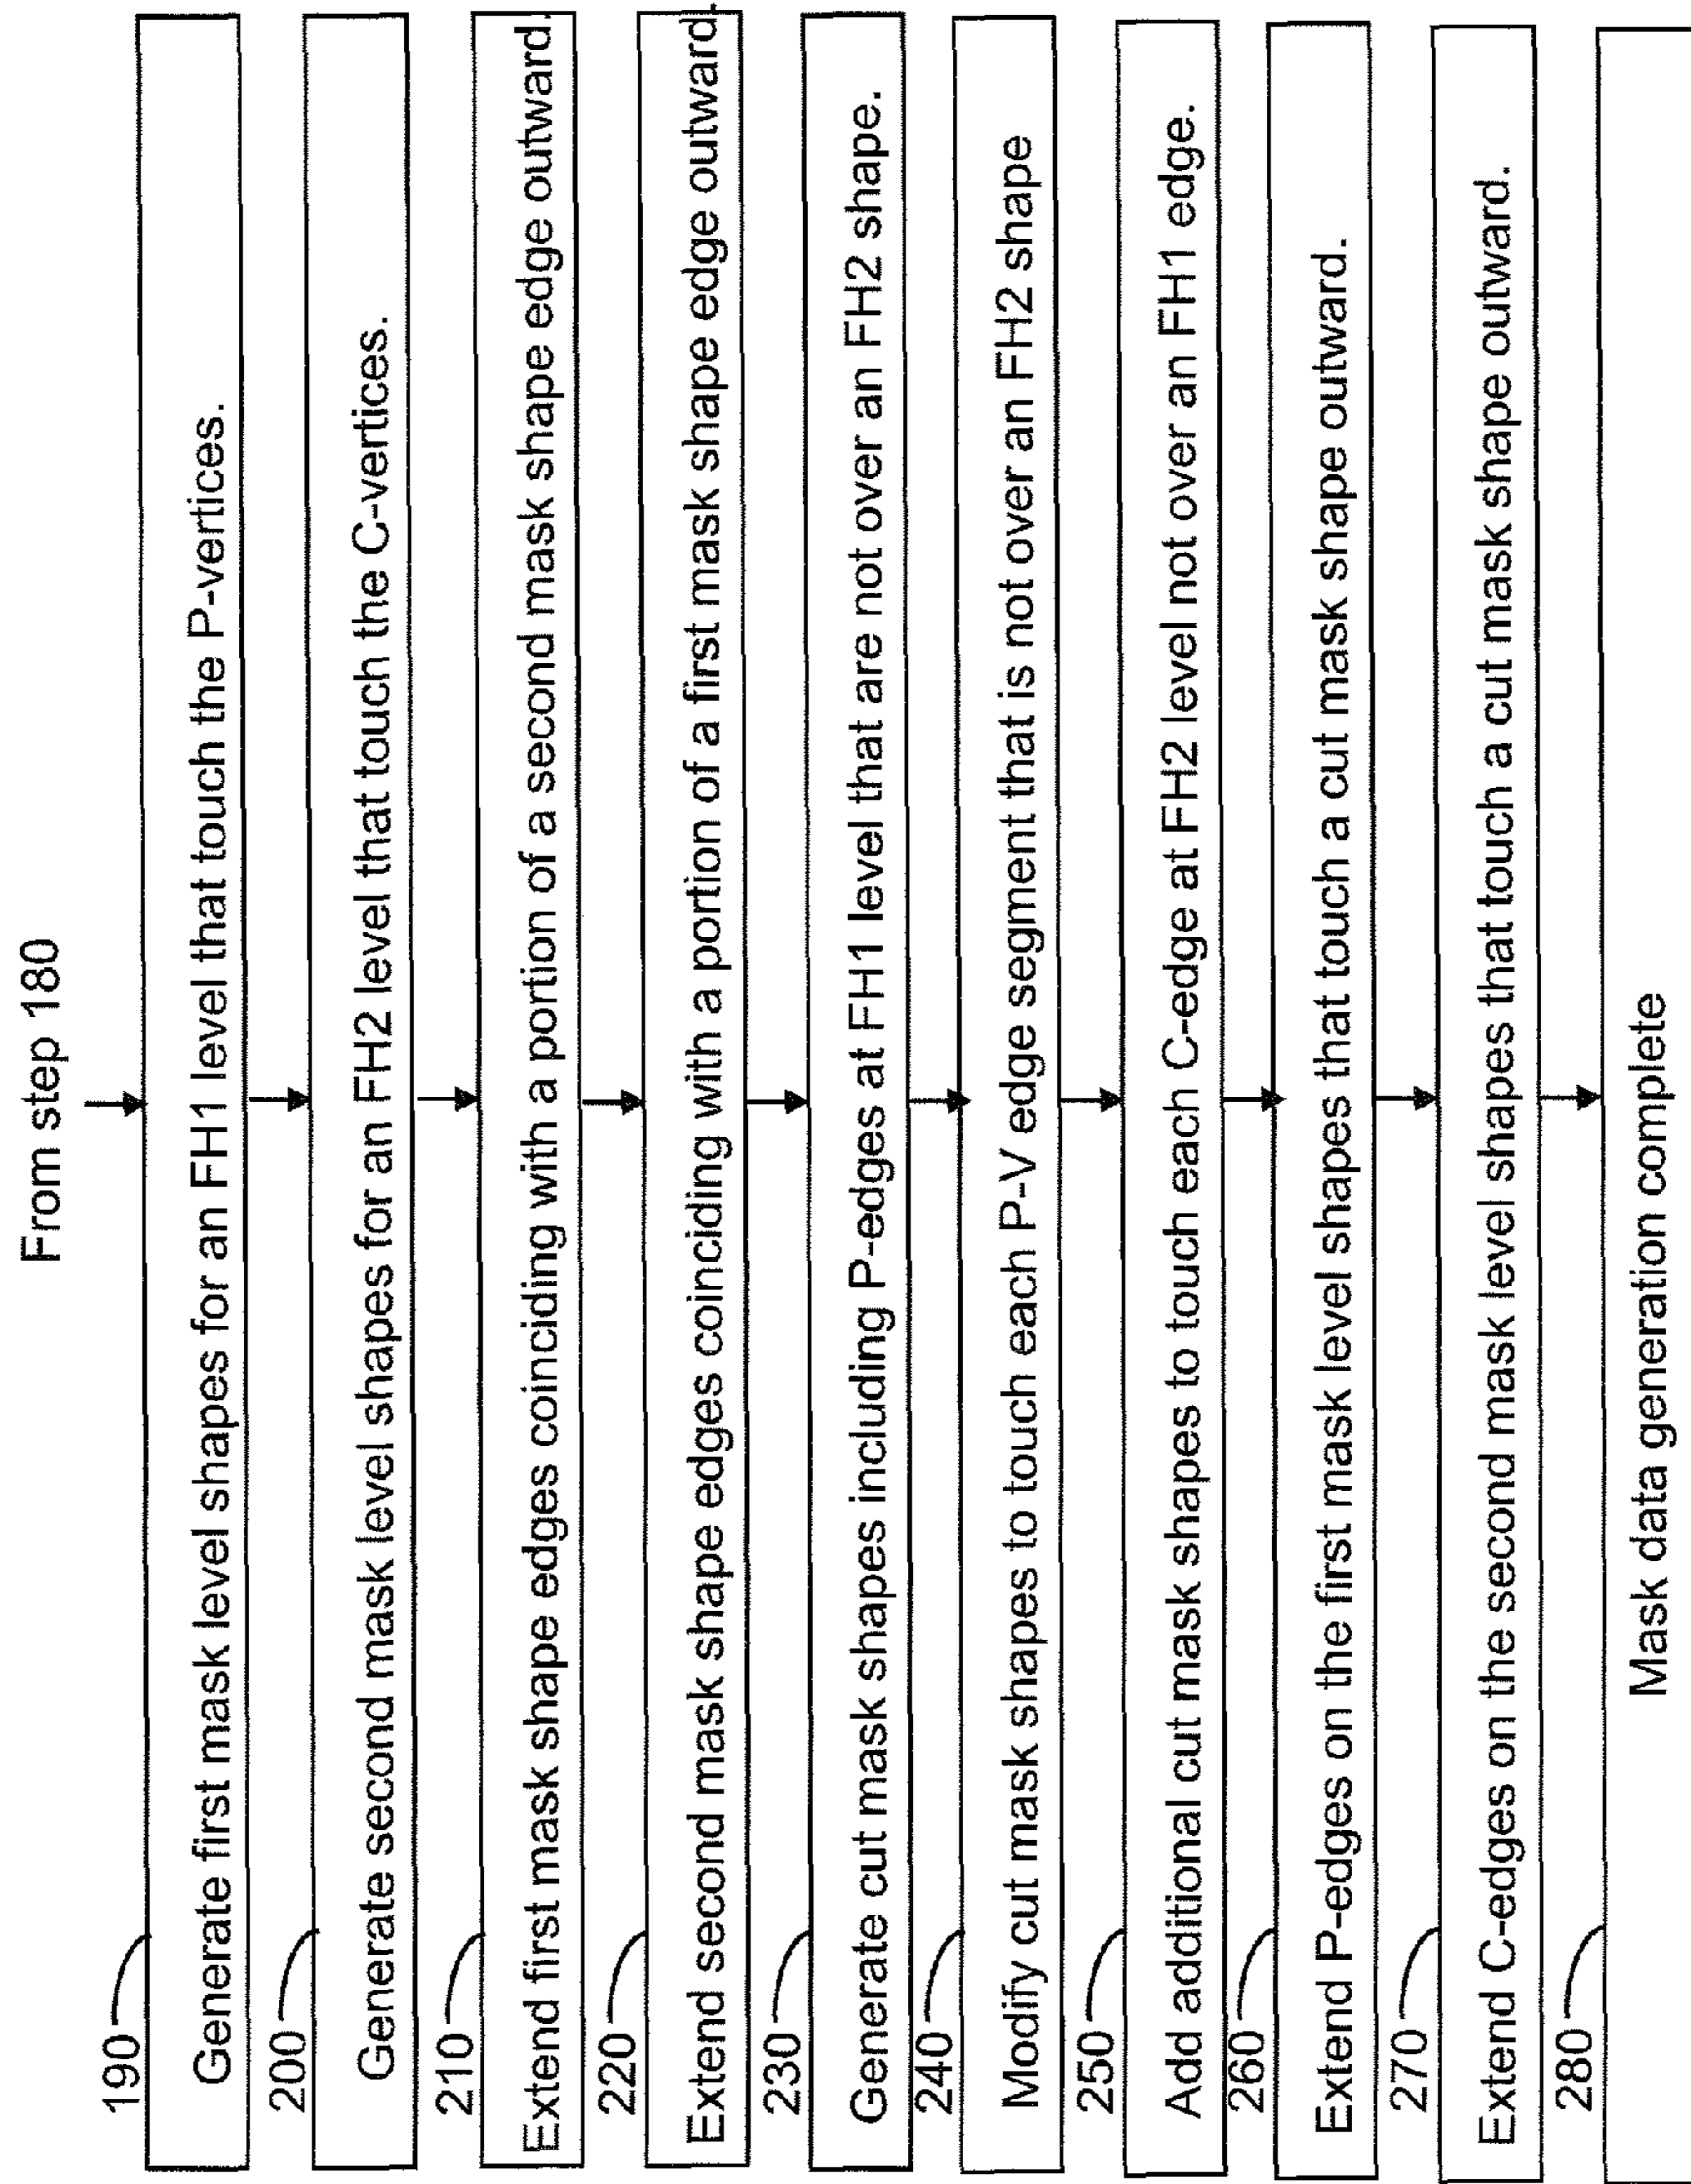 From step 180
190
Generate first mask level shapes for an FH1 level that touch the P-vertices.
200
Generate second mask level shapes for an FH2 level that touch the C-vertices.
210
Extend first mask shape edges coinciding with a portion of a second mask shape edge outward.
220
Extend second mask shape edges coinciding with a portion of a first mask shape edge outward.
230
Generate cut mask shapes including P-edges at FH1 level that are not over an FH2 shape.
240
Modify cut mask shapes to touch each P-V edge segment that is not over an FH2 shape
250
Add additional cut mask shapes to touch each C-edge at FH2 level not over an FH1 edge.
260
Extend P-edges on the first mask level shapes that touch a cut mask shape outward.
270
Extend C-edges on the second mask level shapes that touch a cut mask shape outward.
280
Mask data generation complete